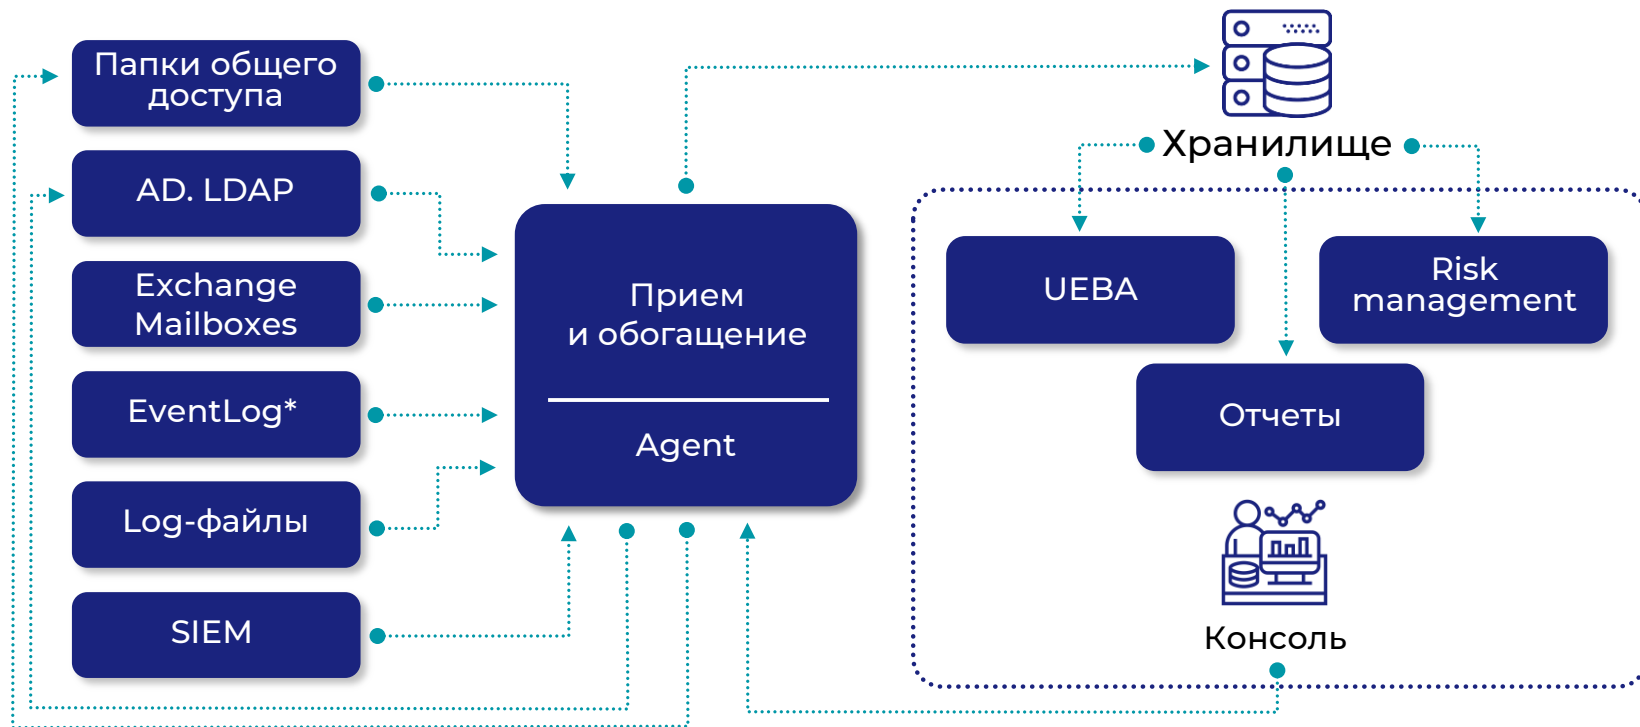 Папки общего
доступа
AD. LDAP
Exchange
Mailboxes
EventLog*
Log-файлы
SIEM
Прием
и обогащение
Agent
Хранилище
UEBA
Risk
management
Отчеты
Консоль